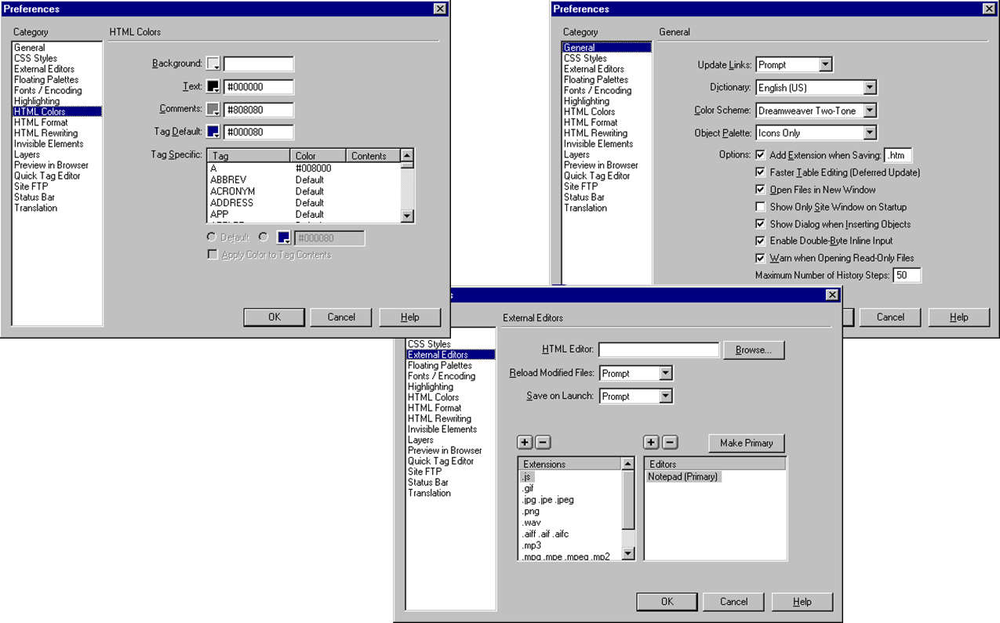 Preferences
Category
General
CSS Styles
External Editors
Floating Palettes
Fonts / Encoding
Highlighting
HTML Colors
HTML Format
HTML Rewriting
Invisible Elements
Layers
Preview in Browser
Quick Tag Editor
Site FTP
Status Bar
Translation
HTML Colors
Background:
Text: #000000
Comments: #808080
Tag Default: #000080
Tag Specific: Tag Color Contents
A #008000
ABBREV Default
ACRONYM Default
ADDRESS Default
APP Default
Default #000080
Apply Color to Tag Contents
OK Cancel Help
Preferences
Category
General
CSS Styles
External Editors
Floating Palettes
Fonts / Encoding
Highlighting
HTML Colors
HTML Format
HTML Rewriting
Invisible Elements
Layers
Preview in Browser
Quick Tag Editor
Site FTP
Status Bar
Translation
General
Update Links: Prompt
Dictionary: English (US)
Color Scheme: Dreamweaver Two-Tone
Object Palette: Icons Only
Options: Add Extension when Saving: .htm
Faster Table Editing (Deferred Update)
Open Files in New Window
Show Only Site Window on Startup
Show Dialog when Inserting Objects
Enable Double-Byte Inline Input
Warn when Opening Read-Only Files
Maximum Number of History Steps: 50
Cancel Help
CSS Styles
External Editors
Floating Palettes
Fonts / Encoding
Highlighting
HTML Colors
HTML Format
HTML Rewriting
Invisible Elements
Layers
Preview in Browser
Quick Tag Editor
Site FTP
Status Bar
Translation
External Editors
HTML Editor: Browse...
Reload Modified Files: Prompt
Save on Launch: Prompt
Make Primary
Extensions
.js
.gif
.jpg .jpe .jpeg
.png
.wav
.aiff .aif .aifc
.mp3
.mpg .mpe .mpeg .mp2
Editors
Notepad (Primary)
OK Cancel Help